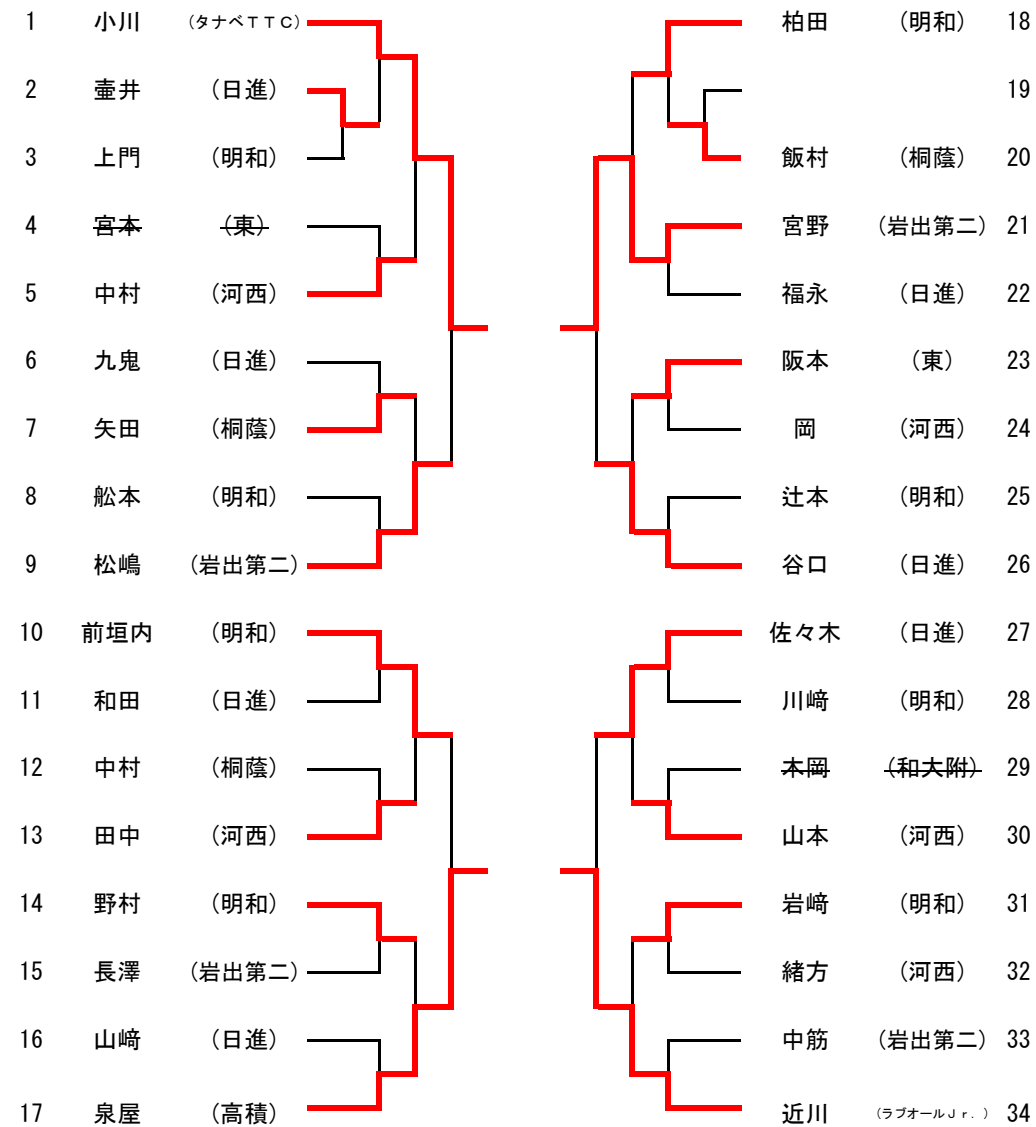 1 小川 (タナベTTC)
2 壷井 (日進)
3 上門 (明和)
4 宮本 (東)
5 中村 (河西)
6 九鬼 (日進)
7 矢田 (桐蔭)
8 舩本 (明和)
9 松嶋 (岩出第二)
10 前垣内 (明和)
11 和田 (日進)
12 中村 (桐蔭)
13 田中 (河西)
14 野村 (明和)
15 長澤 (岩出第二)
16 山﨑 (日進)
17 泉屋 (高積)
柏田 (明和) 18
19
飯村 (桐蔭) 20
宮野 (岩出第二) 21
福永 (日進) 22
阪本 (東) 23
岡 (河西) 24
辻本 (明和) 25
谷口 (日進) 26
佐々木 (日進) 27
川﨑 (明和) 28
木岡 (和大附) 29
山本 (河西) 30
岩﨑 (明和) 31
緒方 (河西) 32
中筋 (岩出第二) 33
近川 (ラブオールJr.) 34